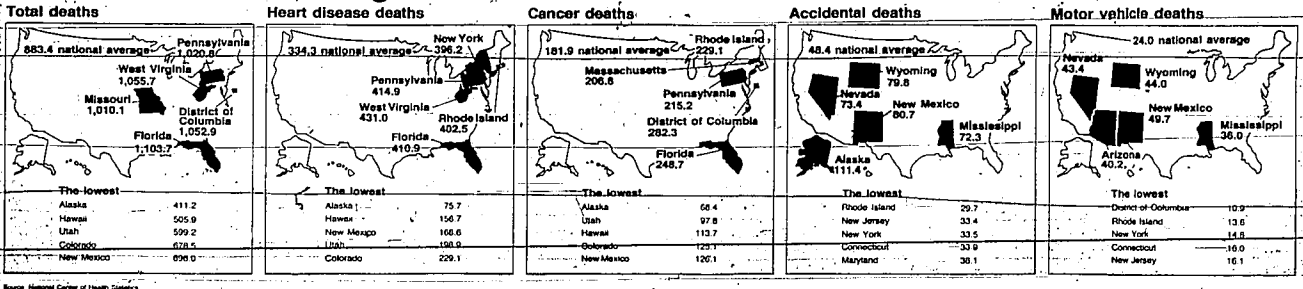 Total deaths
883.4 national average
Pennsylvania
1,020.8
West Virginia
1,055.7
Missouri
1,010.1
District of
Columbia
1,052.9
Florida
1,103.7
The lowest
Alaska 411.2
Hawaii 505.9
Utah 599.2
Colorado 678.5
New Mexico 698.0
Heart disease deaths
334.3 national average
New York
396.2
Pennsylvania
414.9
West Virginia
431.0
Rhode Island
402.5
Florida
410.9
The lowest
Alaska 75.7
Hawaii 156.7
New Mexico 168.6
Utah 198.9
Colorado 229.1
Cancer deaths
181.9 national average
Rhode Island
229.1
Massachusetts
206.6
Pennsylvania
215.2
District of Columbia
282.3
Florida
248.7
The lowest
Alaska 68.4
Utah 97.8
Hawaii 113.7
Colorado
New Mexico 126.1
Accidental deaths
48.4 national average
Wyoming
79.8
Nevada
73.4
New Mexico
80.7
Mississippi
72.3
Alaska
111.4
The lowest
Rhode Island 29.7
New Jersey 33.4
New York 33.5
Connecticut 33.9
Maryland 38.1
Motor vehicle deaths
24.0 national average
Nevada
43.4
Wyoming
44.0
New Mexico
49.7
Mississippi
36.0
Arizona
40.2
The lowest
District of Columbia 10.9
Rhode Island 13.6
New York 14.8
Connecticut 16.0
New Jersey 16.1
Source: National Center of Health Statistics